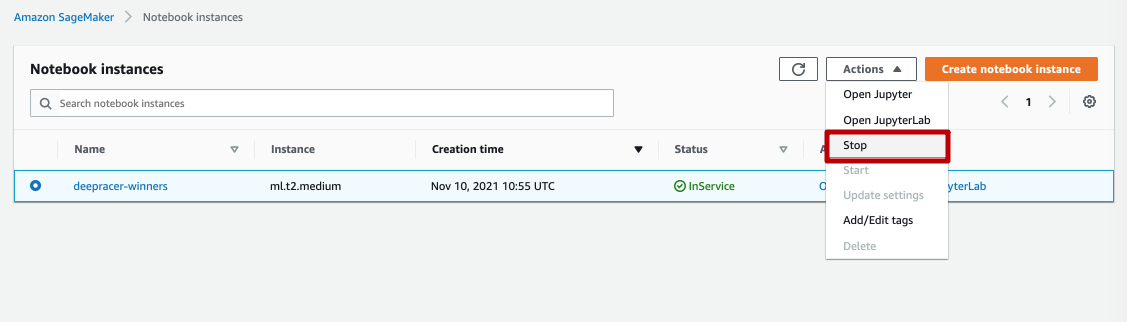 Amazon SageMaker > Notebook instances
Notebook instances
Actions
Create notebook instance
Search notebook instances
1
Open Jupyter
Open JupyterLab
Stop
Start
Update settings
Add/Edit tags
Delete
Name Instance Creation time Status
deepracer-winners ml.t2.medium Nov 10, 2021 10:55 UTC InService